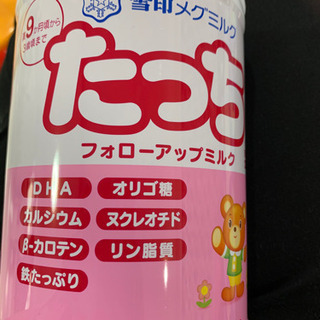 雪印メグミルク
満9か月頃から
3歳頃まで
たっち
フォローアップミルク
DHA オリゴ糖
カルシウム ヌクレオチド
β-カロテン リン脂質
鉄たっぷり